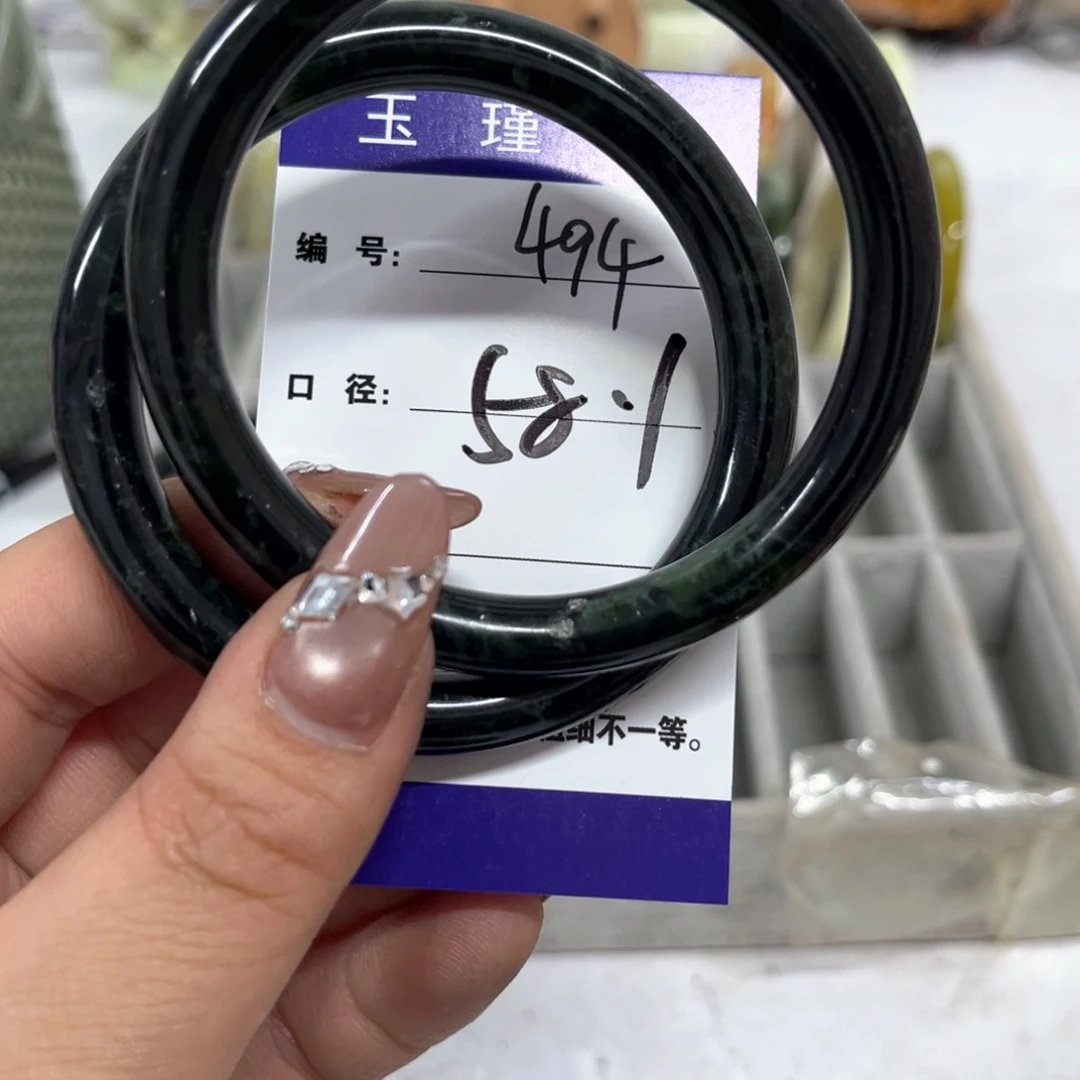 玉 瑾
编 号: 494
口 径: 58.1
细不一等。